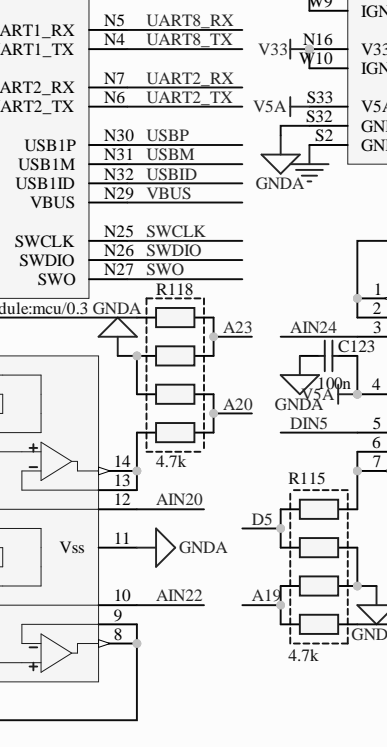 W9
IGN
N5 UART8_RX
ART1_RX
N4 UART8_TX
ART1_TX
N16
V33
V33
W10
IGN
N7 UART2_RX
ART2_RX
N6 UART2_TX
ART2_TX
V5A
S33
V5A
S32
GND
S2
GND
USB1P N30 USBP
USB1M N31 USBM
USB1ID N32 USBID
VBUS N29 VBUS
GNDA
SWCLK N25 SWCLK
SWDIO N26 SWDIO
SWO N27 SWO
R118
1
dule:mcu/0.3 GNDA
2
A23
AIN24
3
C123
100n
V5A
4
GNDA
A20
DIN5
5
6
4.7k
14
7
13
R115
12 AIN20
D5
Vss
11
GNDA
10 AIN22
A19
9
8
GND
4.7k